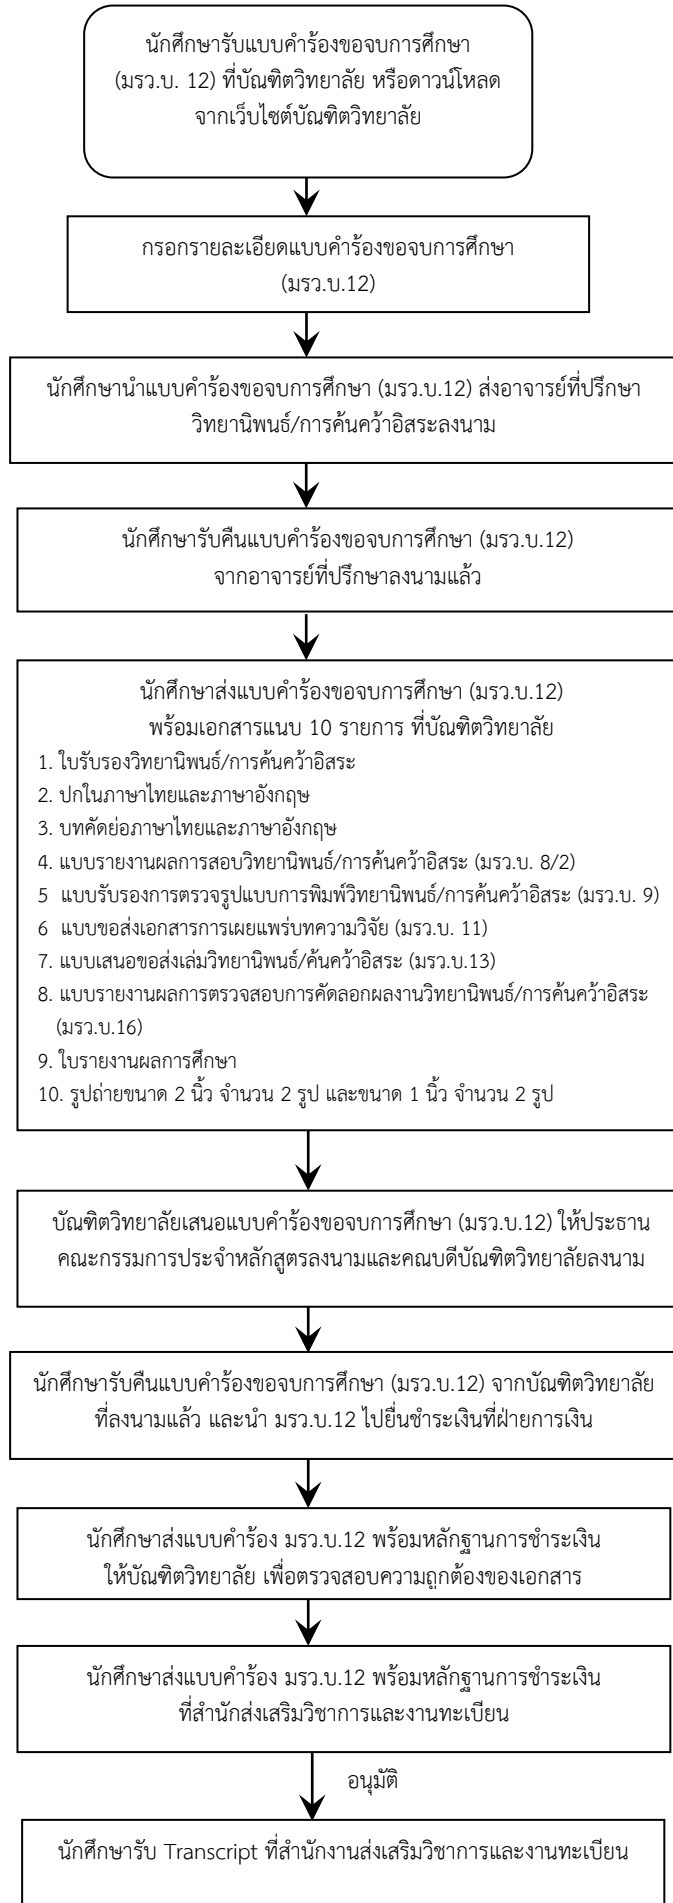 นักศึกษารับแบบคำร้องขอจบการศึกษา
(มรว.บ. 12) ที่บัณฑิตวิทยาลัย หรือดาวน์โหลด
จากเว็บไซต์บัณฑิตวิทยาลัย
กรอกรายละเอียดแบบคำร้องขอจบการศึกษา
(มรว.บ.12)
นักศึกษานำแบบคำร้องขอจบการศึกษา (มรว.บ.12) ส่งอาจารย์ที่ปรึกษา
วิทยานิพนธ์/การค้นคว้าอิสระลงนาม
นักศึกษารับคืนแบบคำร้องขอจบการศึกษา (มรว.บ.12)
จากอาจารย์ที่ปรึกษาลงนามแล้ว
นักศึกษาส่งแบบคำร้องขอจบการศึกษา (มรว.บ.12)
พร้อมเอกสารแนบ 10 รายการ ที่บัณฑิตวิทยาลัย
1. ใบรับรองวิทยานิพนธ์/การค้นคว้าอิสระ
2. ปกในภาษาไทยและภาษาอังกฤษ
3. บทคัดย่อภาษาไทยและภาษาอังกฤษ
4. แบบรายงานผลการสอบวิทยานิพนธ์/การค้นคว้าอิสระ (มรว.บ. 8/2)
5 แบบรับรองการตรวจรูปแบบการพิมพ์วิทยานิพนธ์/การค้นคว้าอิสระ (มรว.บ. 9)
6 แบบขอส่งเอกสารการเผยแพร่บทความวิจัย (มรว.บ. 11)
7. แบบเสนอขอส่งเล่มวิทยานิพนธ์/ค้นคว้าอิสระ (มรว.บ.13)
8. แบบรายงานผลการตรวจสอบการคัดลอกผลงานวิทยานิพนธ์/การค้นคว้าอิสระ
(มรว.บ.16)
9. ใบรายงานผลการศึกษา
10. รูปถ่ายขนาด 2 นิ้ว จำนวน 2 รูป และขนาด 1 นิ้ว จำนวน 2 รูป
บัณฑิตวิทยาลัยเสนอแบบคำร้องขอจบการศึกษา (มรว.บ.12) ให้ประธาน
คณะกรรมการประจำหลักสูตรลงนามและคณบดีบัณฑิตวิทยาลัยลงนาม
นักศึกษารับคืนแบบคำร้องขอจบการศึกษา (มรว.บ.12) จากบัณฑิตวิทยาลัย
ที่ลงนามแล้ว และนำ มรว.บ.12 ไปยื่นชำระเงินที่ฝ่ายการเงิน
นักศึกษาส่งแบบคำร้อง มรว.บ.12 พร้อมหลักฐานการชำระเงิน
ให้บัณฑิตวิทยาลัย เพื่อตรวจสอบความถูกต้องของเอกสาร
นักศึกษาส่งแบบคำร้อง มรว.บ.12 พร้อมหลักฐานการชำระเงิน
ที่สำนักส่งเสริมวิชาการและงานทะเบียน
อนุมัติ
นักศึกษารับ Transcript ที่สำนักงานส่งเสริมวิชาการและงานทะเบียน